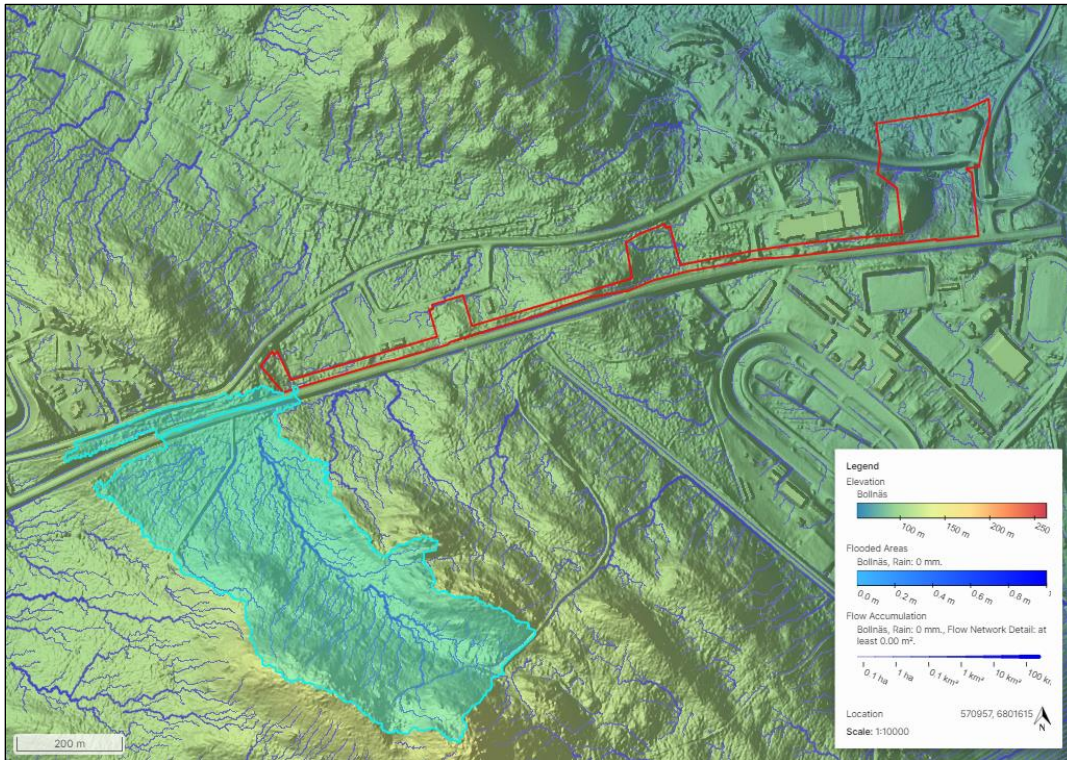 Legend
Elevation
Bollnäs
100 m
150 m
200 m
250
Flooded Areas
Bollnäs, Rain: 0 mm.
0.0 m
0.2 m
0.4 m
0.6 m
0.8 m
1
Flow Accumulation
Bollnäs, Rain: 0 mm., Flow Network Detail: at
least 0.00 m².
0.1 ha
1 ha
0.1 km²
1 km²
10 km²
100 k
Location 570957, 6801615
Scale: 1:10000
N
200 m